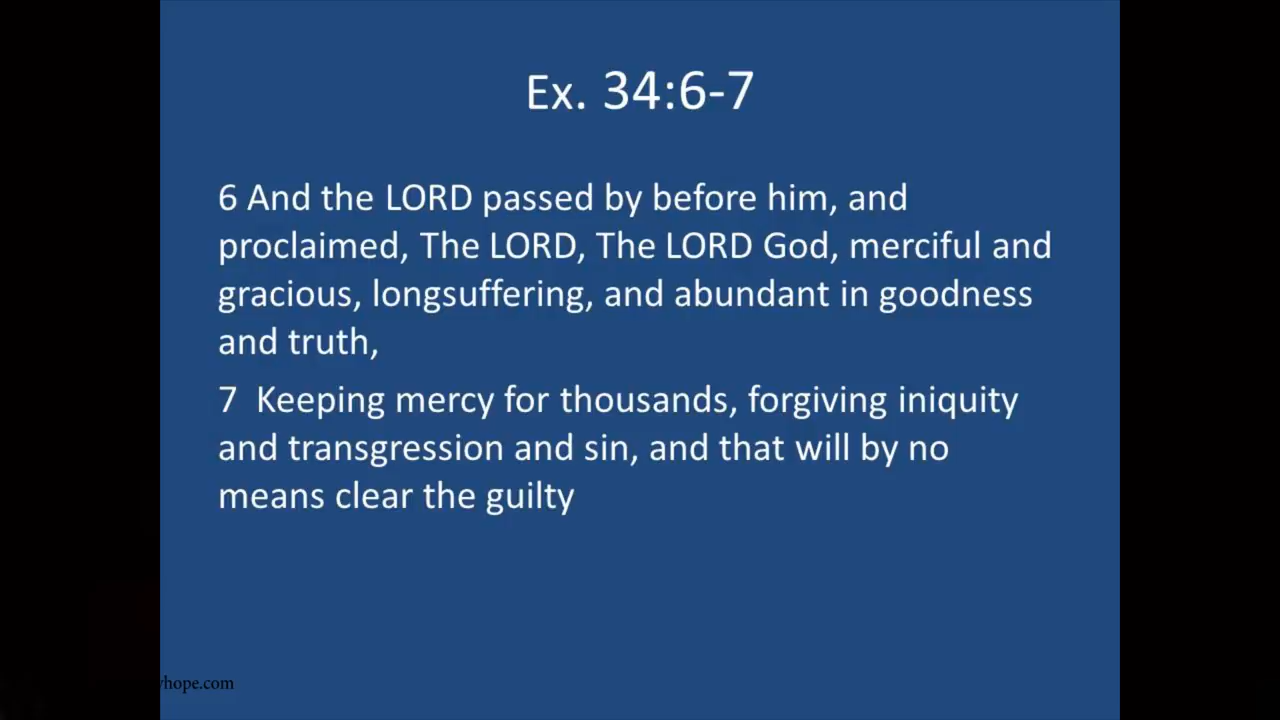 Ex. 34:6-7
6 And the LORD passed by before him, and
proclaimed, The LORD, The LORD God, merciful and
gracious, longsuffering, and abundant in goodness
and truth,
7  Keeping mercy for thousands, forgiving iniquity
and transgression and sin, and that will by no
means clear the guilty
hope.com